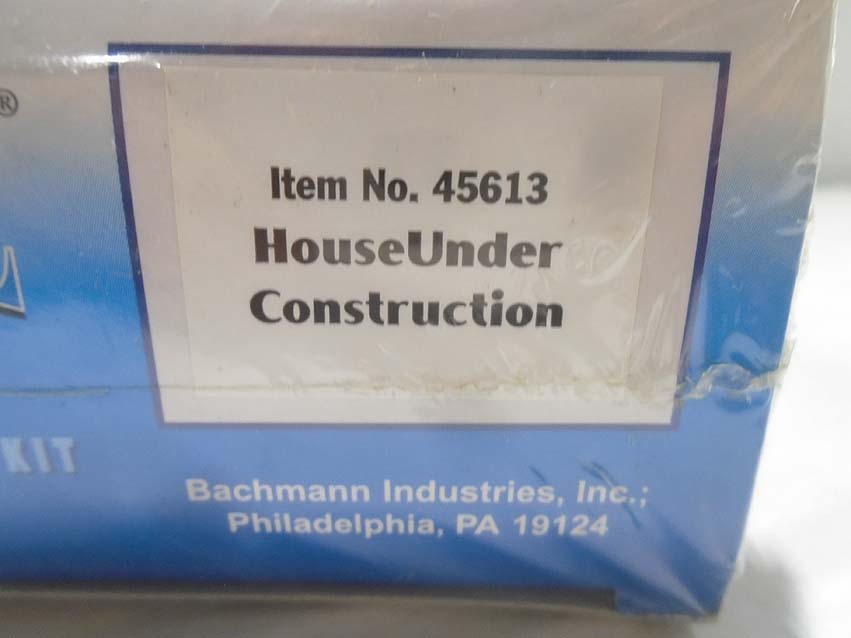 ®
Item No. 45613
HouseUnder
Construction
KIT
Bachmann Industries, Inc.;
Philadelphia, PA 19124